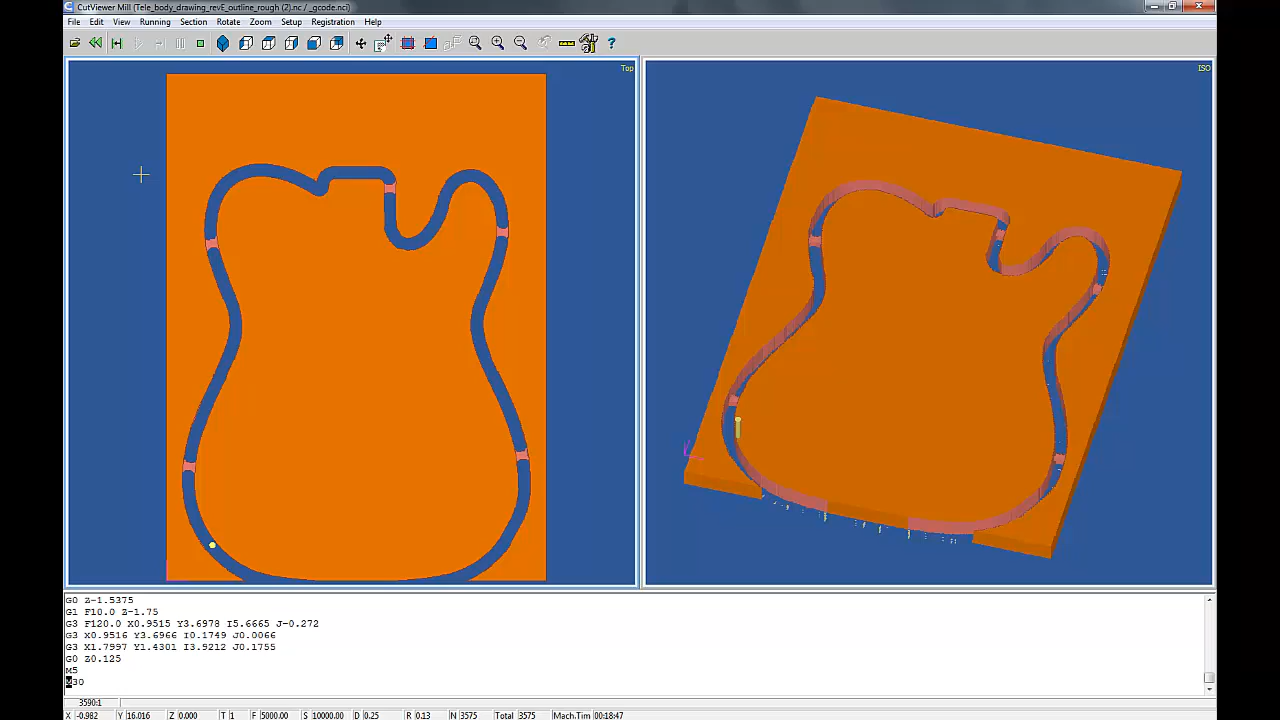 CutViewer Mill (Tele_body_drawing_revE_outline_rough (2).nc / _gcode.nci)
File Edit View Running Section Rotate Zoom Setup Registration Help
Top
ISO
G0 Z-1.5375
G1 F10.0 Z-1.75
G3 F120.0 X0.9515 Y3.6978 I5.6665 J-0.272
G3 X0.9516 Y3.6966 I0.1749 J0.0066
G3 X1.7997 Y1.4301 I3.9212 J0.1755
G0 Z0.125
M5
M30
3590:1
X -0.982 Y 16.016 Z 0.000 T 1 F 5000.00 S 10000.00 D 0.25 R 0.13 N 3575 Total 3575 Mach.Tim 00:18:47